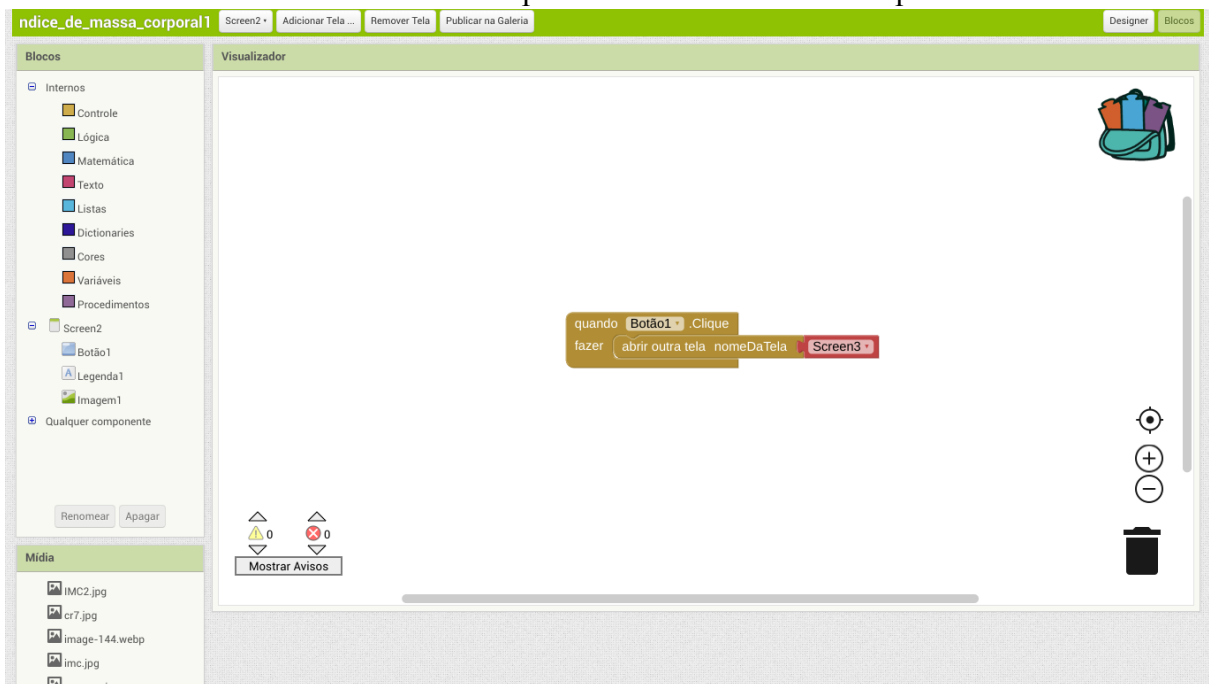 ndice_de_massa_corporal1 Screen2 Adicionar Tela ... Remover Tela Publicar na Galeria Designer Blocos
Blocos
Internos
Controle
Lógica
Matemática
Texto
Listas
Dictionaries
Cores
Variáveis
Procedimentos
Screen2
Botão1
Legenda1
Imagem1
Qualquer componente
Renomear Apagar
Mídia
IMC2.jpg
cr7.jpg
image-144.webp
imc.jpg
Visualizador
quando Botão1 .Clique
fazer abrir outra tela nomeDaTela Screen3
0 0
Mostrar Avisos